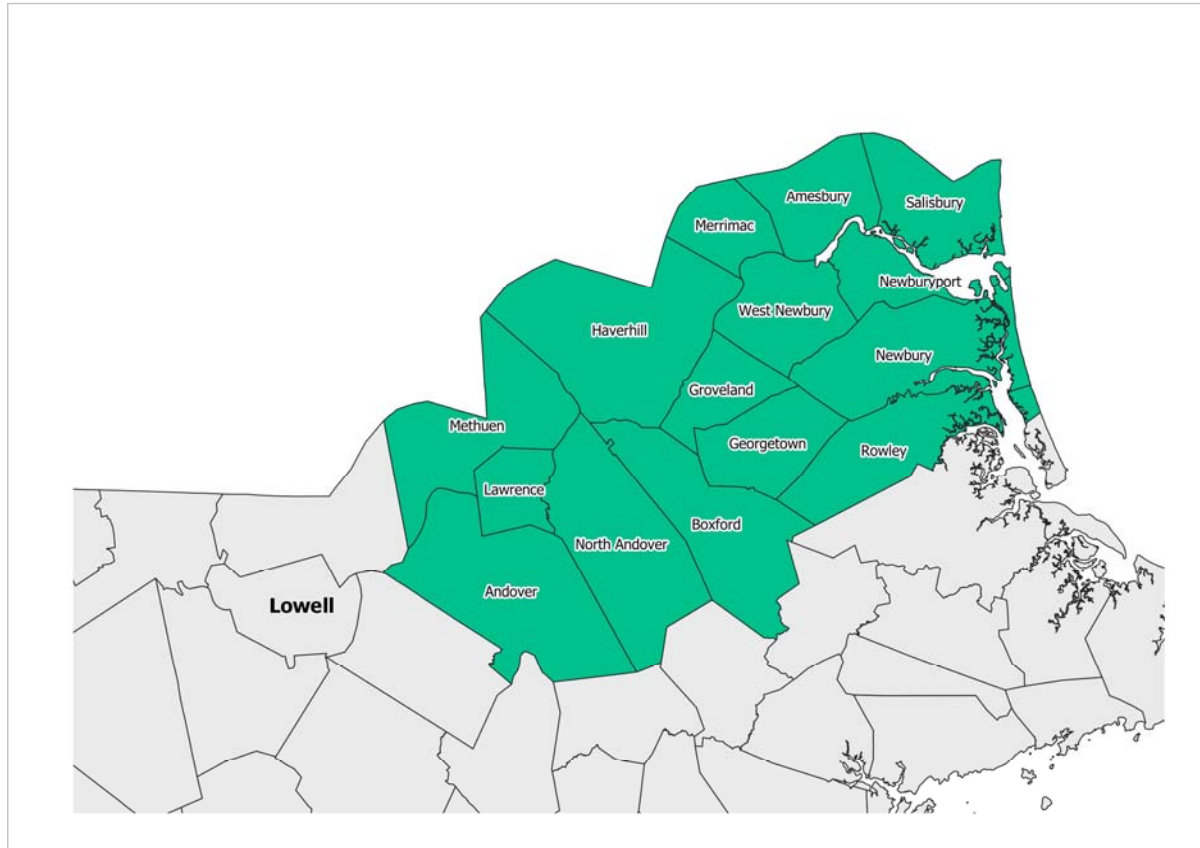 Amesbury
Salisbury
Merrimac
Newburyport
West Newbury
Haverhill
Newbury
Groveland
Methuen
Georgetown
Rowley
Lawrence
Boxford
North Andover
Andover
Lowell